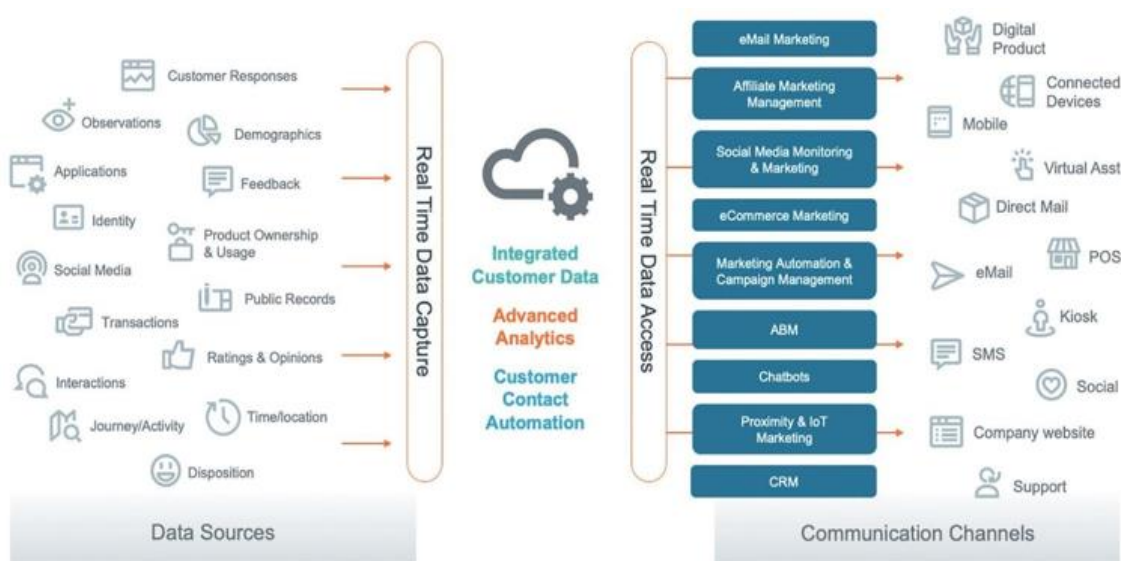 Customer Responses
Observations
Demographics
Applications
Feedback
Identity
Product Ownership
& Usage
Social Media
Public Records
Transactions
Ratings & Opinions
Interactions
Time/location
Journey/Activity
Disposition
Data Sources
Real Time Data Capture
Integrated
Customer Data
Advanced
Analytics
Customer
Contact
Automation
Real Time Data Access
eMail Marketing
Affiliate Marketing
Management
Social Media Monitoring
& Marketing
eCommerce Marketing
Marketing Automation &
Campaign Management
ABM
Chatbots
Proximity & IoT
Marketing
CRM
Digital
Product
Connected
Devices
Mobile
Virtual Asst
Direct Mail
POS
eMail
Kiosk
SMS
Social
Company website
Support
Communication Channels